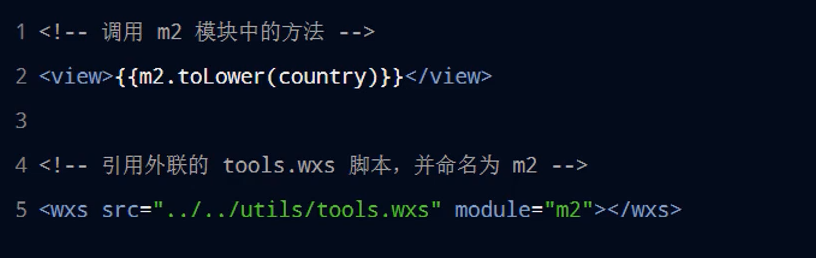 1 <!-- 调用 m2 模块中的方法 -->
2 <view>{{m2.toLower(country)}}</view>
3
4 <!-- 引用外联的 tools.wxs 脚本，并命名为 m2 -->
5 <wxs src="../../utils/tools.wxs" module="m2"></wxs>